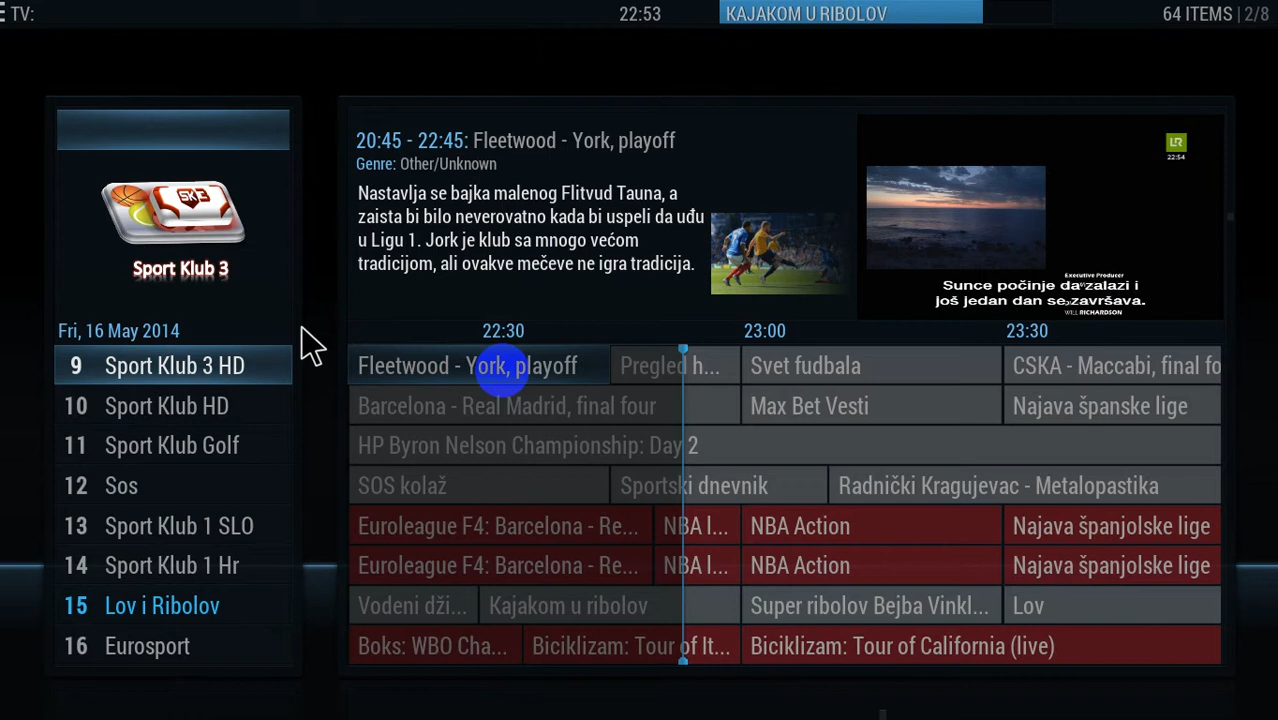 TV:
22:53
KAJAKOM U RIBOLOV
64 ITEMS | 2/8
SK3
Sport Klub 3
20:45 - 22:45: Fleetwood - York, playoff
Genre: Other/Unknown
Nastavlja se bajka malenog Flitvud Tauna, a
zaista bi bilo neverovatno kada bi uspeli da uđu
u Ligu 1. Jork je klub sa mnogo većom
tradicijom, ali ovakve mečeve ne igra tradicija.
LR
22:54
Executive Producer
Sunce počinje da zalazi i
još jedan dan se završava.
WILL RICHARDSON
Fri, 16 May 2014
22:30
23:00
23:30
9 Sport Klub 3 HD
Fleetwood - York, playoff
Pregled h...
Svet fudbala
CSKA - Maccabi, final fo
10 Sport Klub HD
Barcelona - Real Madrid, final four
Max Bet Vesti
Najava španske lige
11 Sport Klub Golf
HP Byron Nelson Championship: Day 2
12 Sos
SOS kolaž
Sportski dnevnik
Radnički Kragujevac - Metalopastika
13 Sport Klub 1 SLO
Euroleague F4: Barcelona - Re...
NBA l...
NBA Action
Najava španjolske lige
14 Sport Klub 1 Hr
Euroleague F4: Barcelona - Re...
NBA l...
NBA Action
Najava španjolske lige
15 Lov i Ribolov
Vodeni dži...
Kajakom u ribolov
Super ribolov Bejba Vinkl...
Lov
16 Eurosport
Boks: WBO Cha...
Biciklizam: Tour of It...
Biciklizam: Tour of California (live)